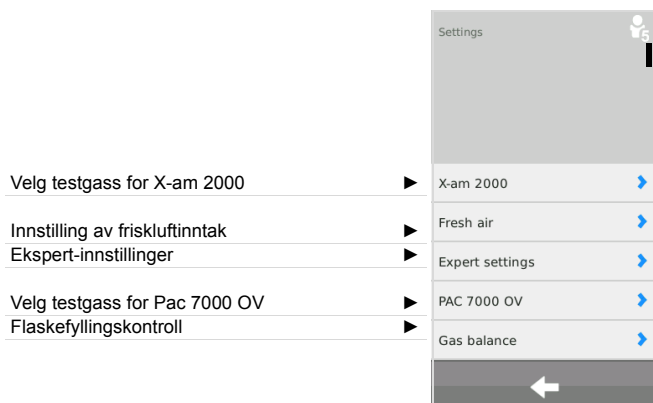 Settings
5
Velg testgass for X-am 2000 ►
X-am 2000
Innstilling av friskluftinntak ►
Fresh air
Ekspert-innstillinger ►
Expert settings
Velg testgass for Pac 7000 OV ►
PAC 7000 OV
Flaskefyllingskontroll ►
Gas balance